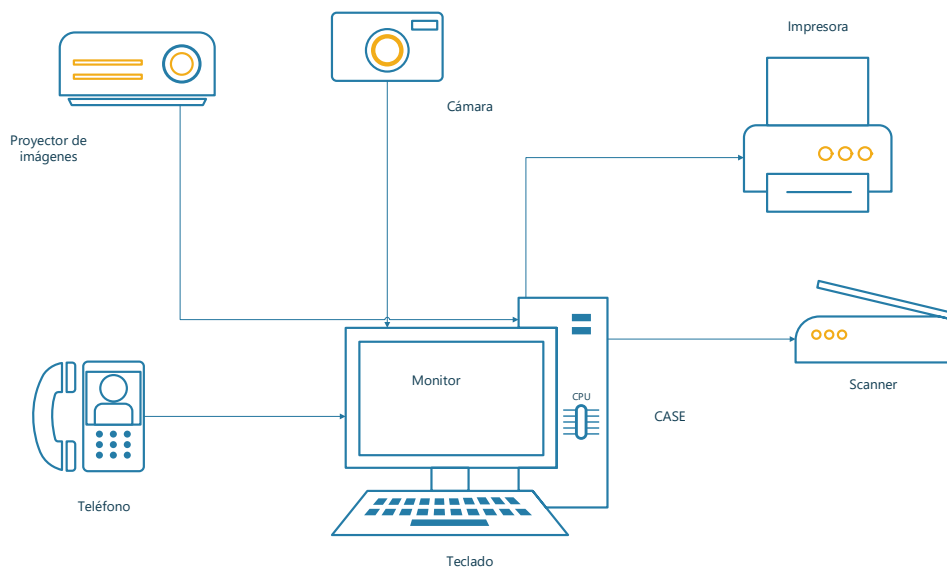 Impresora
Cámara
Proyector de
imágenes
Monitor
CPU
Scanner
CASE
Teléfono
Teclado